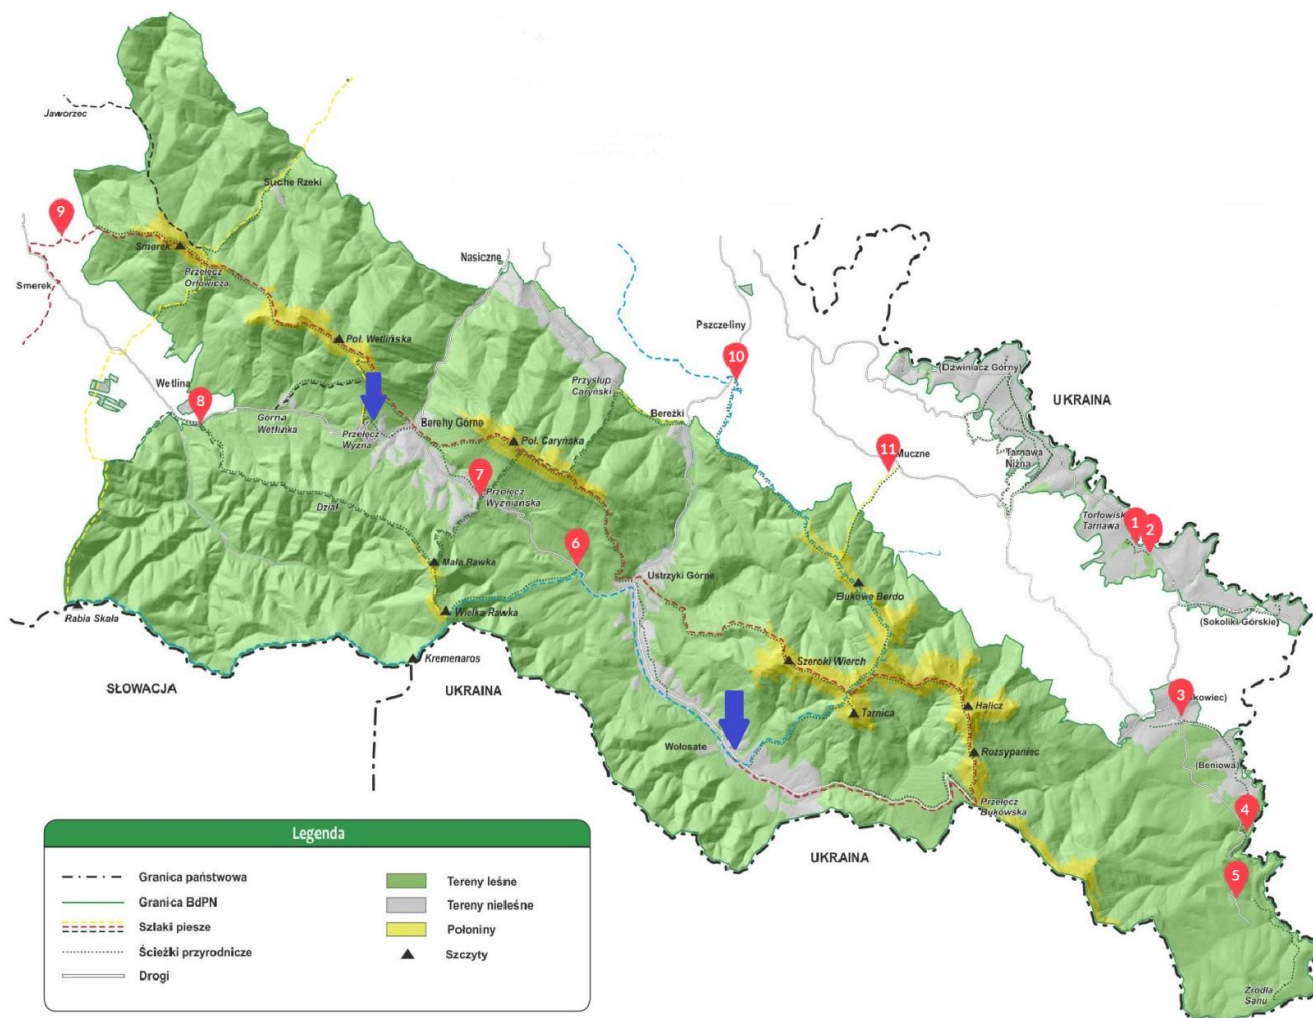 Jaworzec
Suche Rzeki
9
Smerek
Przełęcz
Orłowicza
Nasiczne
Smerek
Poł. Wetlińska
Pszczeliny
10
(Dźwiniacz Górny)
UKRAINA
Wetlina
8
Przysłup
Caryński
Górna
Wetlinka
Przełęcz
Wyżna
Berehy Górne
Bereżki
Poł. Caryńska
11
Muczne
Tarnawa
Niżna
7
Przełęcz
Wyżniańska
Dział
Torfowisk
Tarnawa
1
2
6
Mała Rawka
Ustrzyki Górne
Bukowe Berdo
Rabia Skała
Wielka Rawka
(Sokoliki Górskie)
Kremenaros
Szeroki Wierch
SŁOWACJA
UKRAINA
3
kowiec)
Tarnica
Halicz
Wołosate
Rozsypaniec
(Beniowa)
Przełęcz
Bukowska
4
UKRAINA
5
Źródła
Sanu
Legenda
Granica państwowa
Granica BdPN
Szlaki piesze
Ścieżki przyrodnicze
Drogi
Tereny leśne
Tereny nieleśne
Połoniny
Szczyty